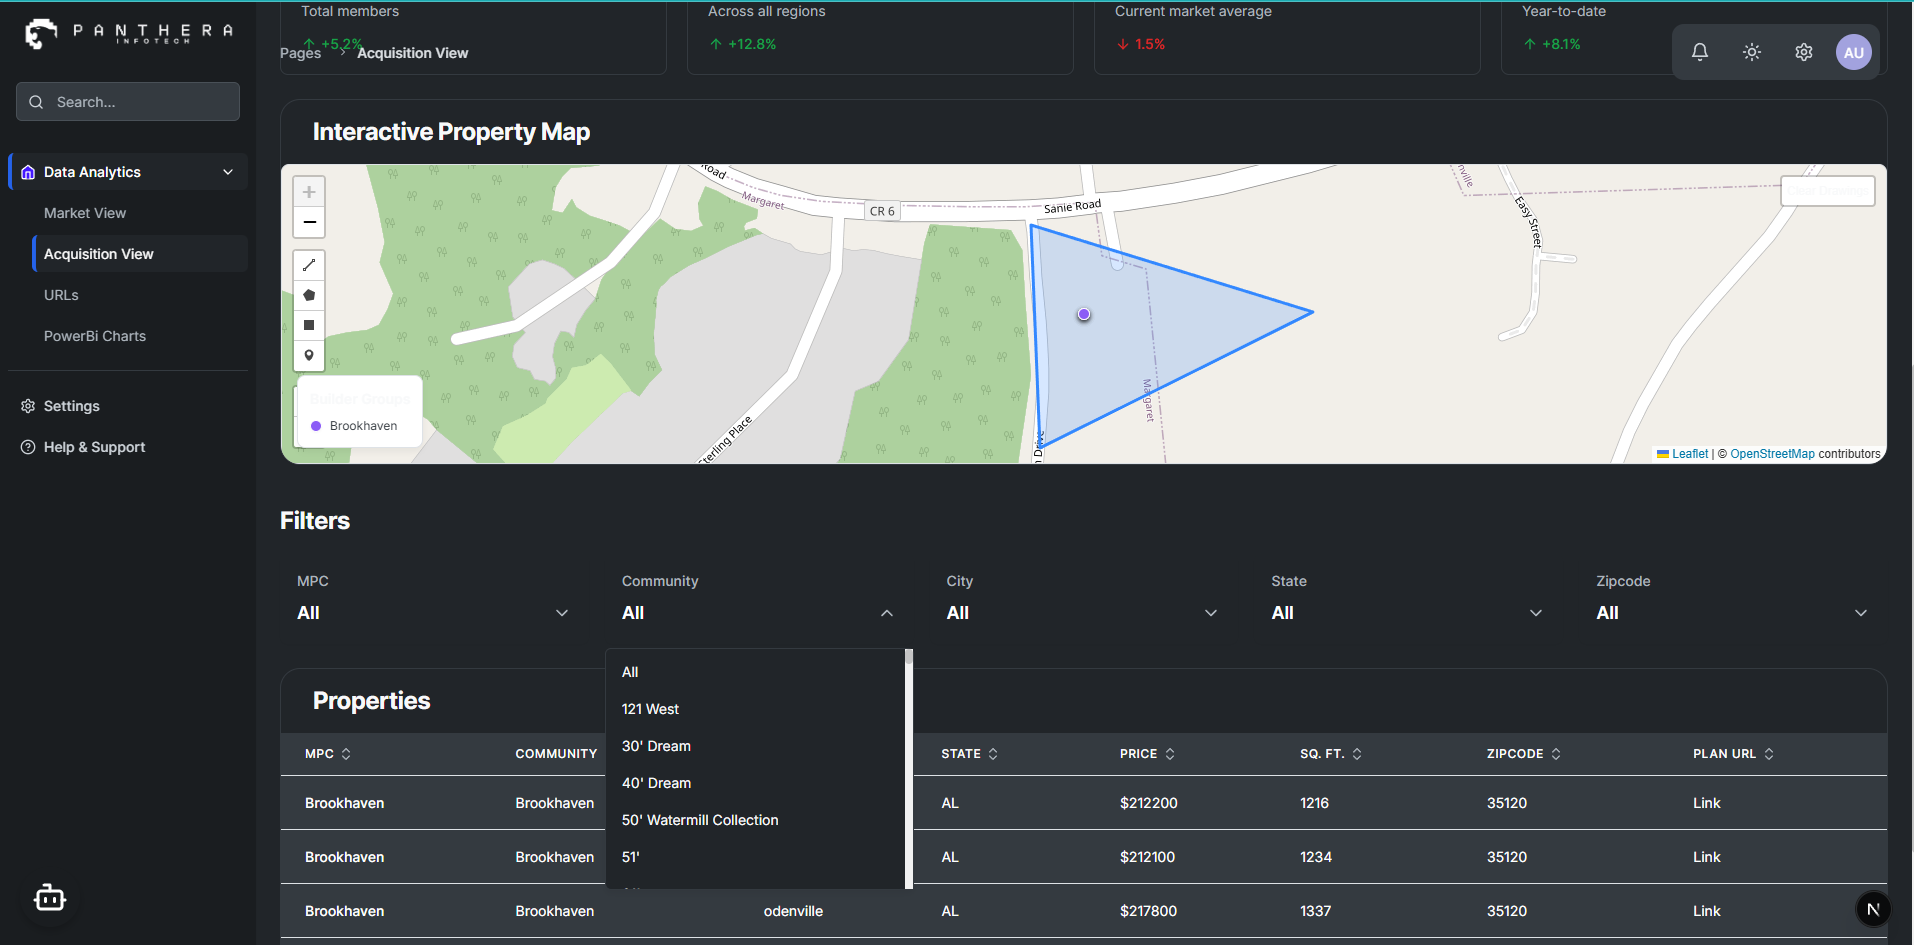 PANTHERA
INFOTECH
Search...
Data Analytics
Market View
Acquisition View
URLs
PowerBi Charts
Settings
Help & Support
Total members
+5.2%
Across all regions
+12.8%
Current market average
1.5%
Year-to-date
+8.1%
Pages > Acquisition View
AU
Interactive Property Map
Road
Margaret
CR 6
Sanie Road
nville
Easy Street
Margaret
Sterling Place
n Drive
Builder Groups
Brookhaven
Leaflet | © OpenStreetMap contributors
Filters
MPC
All
Community
All
City
All
State
All
Zipcode
All
All
121 West
30' Dream
40' Dream
50' Watermill Collection
51'
Properties
MPC COMMUNITY STATE PRICE SQ. FT. ZIPCODE PLAN URL
Brookhaven Brookhaven AL $212200 1216 35120 Link
Brookhaven Brookhaven AL $212100 1234 35120 Link
Brookhaven Brookhaven odenville AL $217800 1337 35120 Link
N